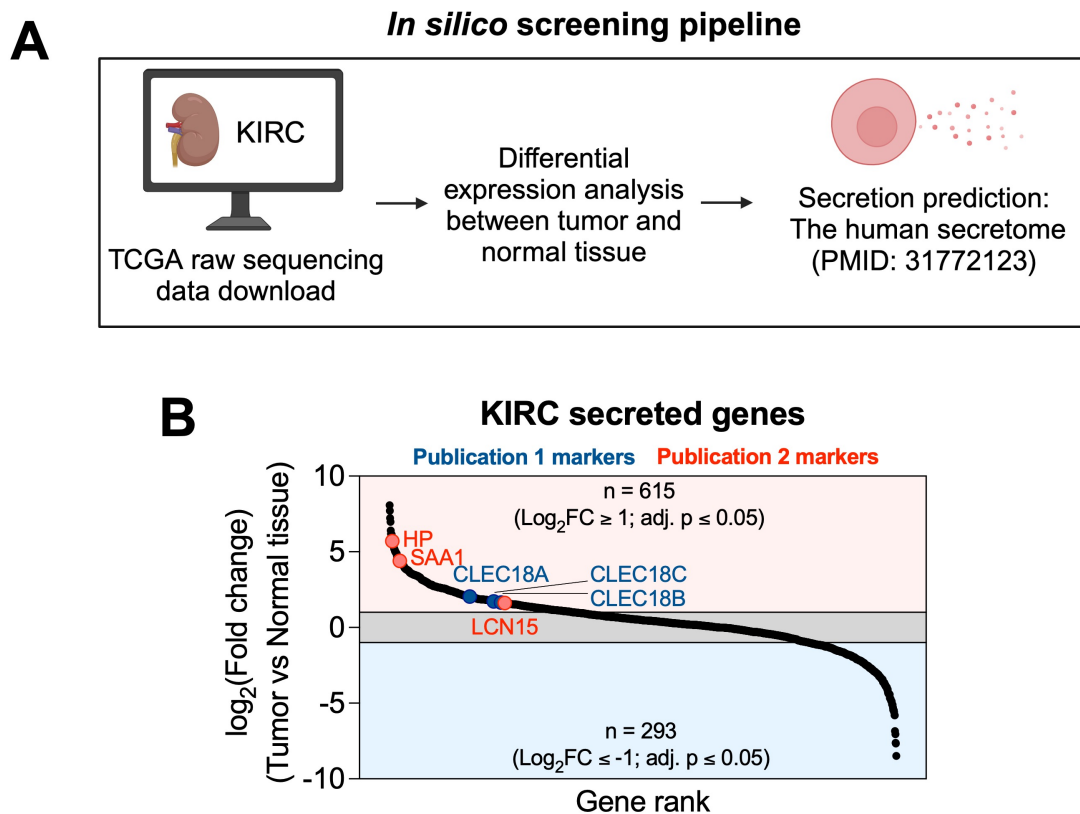 A
In silico screening pipeline
KIRC
TCGA raw sequencing
data download
Differential
expression analysis
between tumor and
normal tissue
Secretion prediction:
The human secretome
(PMID: 31772123)
B
KIRC secreted genes
Publication 1 markers Publication 2 markers
log₂(Fold change)
(Tumor vs Normal tissue)
10
5
0
-5
-10
n = 615
(Log₂FC ≥ 1; adj. p ≤ 0.05)
HP
SAA1
CLEC18A
CLEC18C
CLEC18B
LCN15
n = 293
(Log₂FC ≤ -1; adj. p ≤ 0.05)
Gene rank